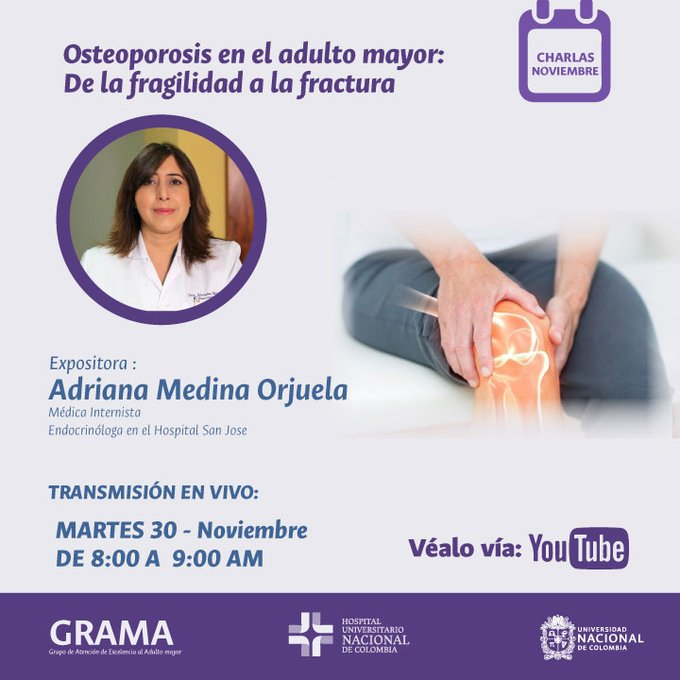 Osteoporosis en el adulto mayor:
De la fragilidad a la fractura
CHARLAS
NOVIEMBRE
Expositora :
Adriana Medina Orjuela
Médica Internista
Endocrinóloga en el Hospital San Jose
TRANSMISIÓN EN VIVO:
MARTES 30 - Noviembre
DE 8:00 A 9:00 AM
Véalo vía: YouTube
GRAMA
Grupo de Atención de Excelencia al Adulto mayor
HOSPITAL
UNIVERSITARIO
NACIONAL
DE COLOMBIA
UNIVERSIDAD
NACIONAL
DE COLOMBIA